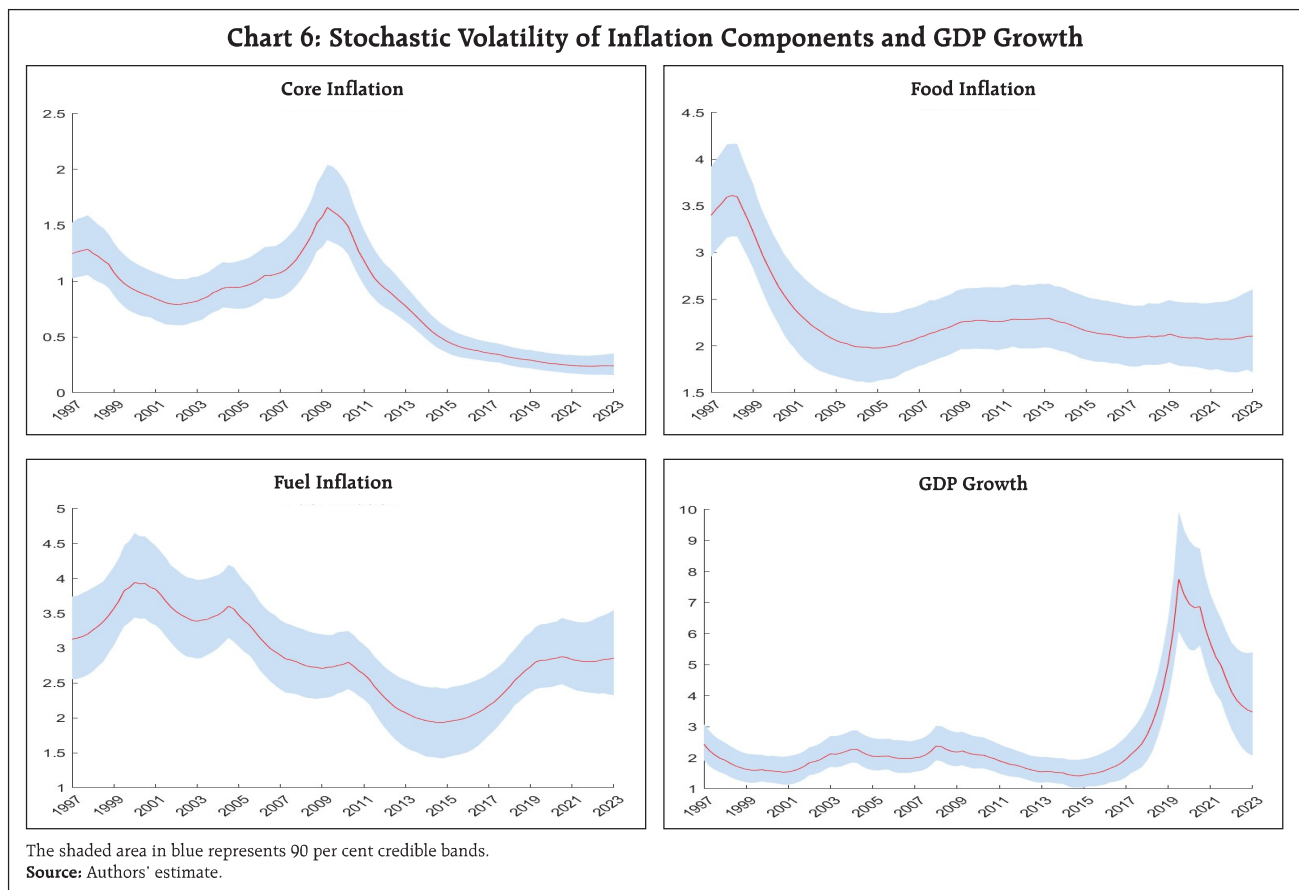 Chart 6: Stochastic Volatility of Inflation Components and GDP Growth
Core Inflation
2.5
2
1.5
1
0.5
0
1997 1999 2001 2003 2005 2007 2009 2011 2013 2015 2017 2019 2021 2023
Food Inflation
4.5
4
3.5
3
2.5
2
1.5
1997 1999 2001 2003 2005 2007 2009 2011 2013 2015 2017 2019 2021 2023
Fuel Inflation
5
4.5
4
3.5
3
2.5
2
1.5
1
1997 1999 2001 2003 2005 2007 2009 2011 2013 2015 2017 2019 2021 2023
GDP Growth
10
9
8
7
6
5
4
3
2
1
1997 1999 2001 2003 2005 2007 2009 2011 2013 2015 2017 2019 2021 2023
The shaded area in blue represents 90 per cent credible bands.
Source: Authors' estimate.